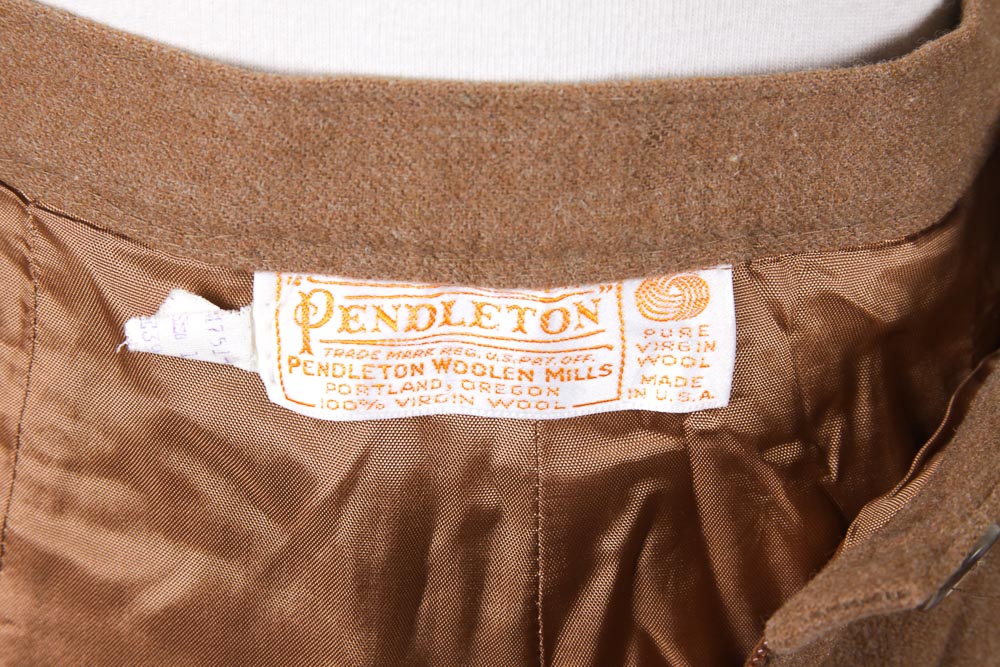 PENDLETON
TRADE MARK REG. U.S. PAT. OFF.
PENDLETON WOOLEN MILLS
PORTLAND, OREGON
100% VIRGIN WOOL
PURE
VIRGIN
WOOL
MADE
IN U.S.A.